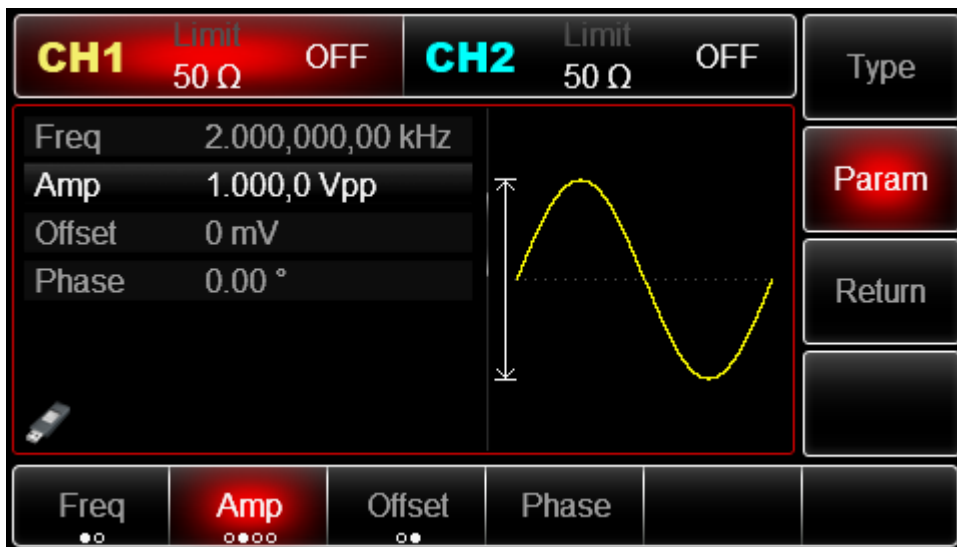 CH1 Limit 50 Ω OFF
CH2 Limit 50 Ω OFF
Type
Freq 2.000,000,00 kHz
Amp 1.000,0 Vpp
Offset 0 mV
Phase 0.00 °
Param
Return
Freq Amp Offset Phase